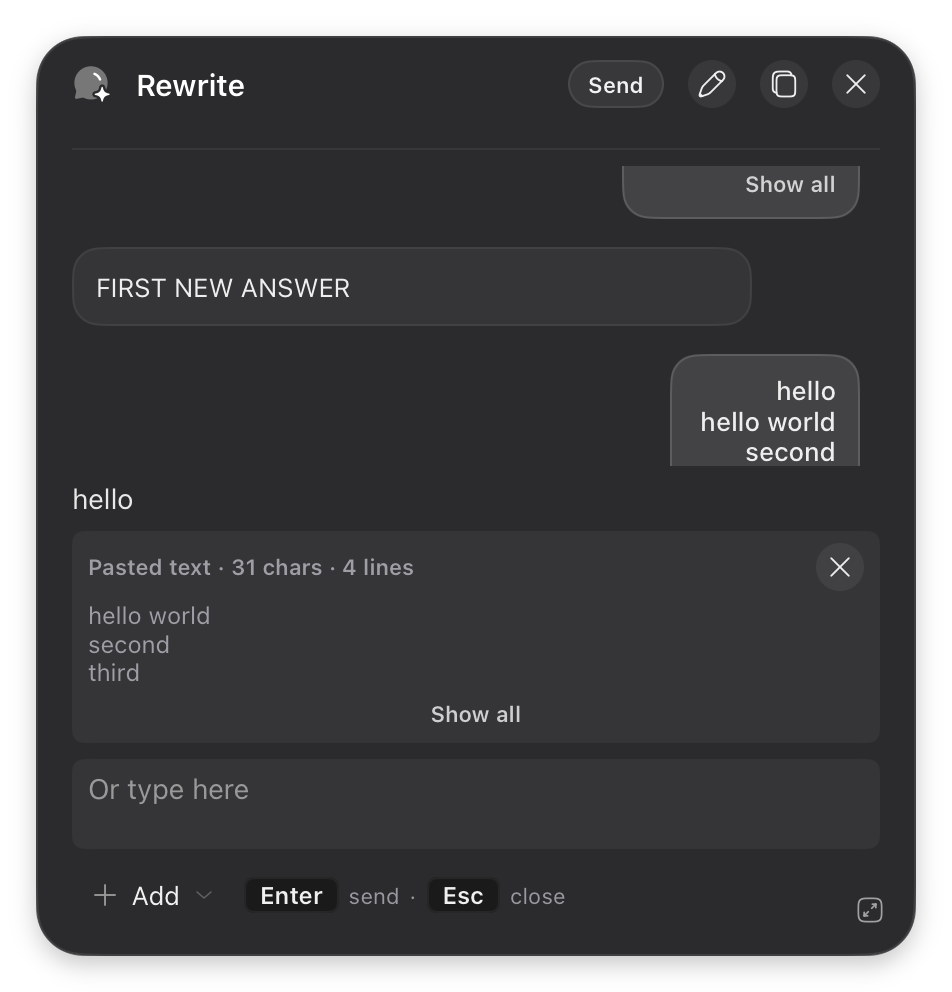 Rewrite
Send
Show all
FIRST NEW ANSWER
hello
hello world
second
hello
Pasted text · 31 chars · 4 lines
hello world
second
third
Show all
Or type here
Add
Enter send · Esc close